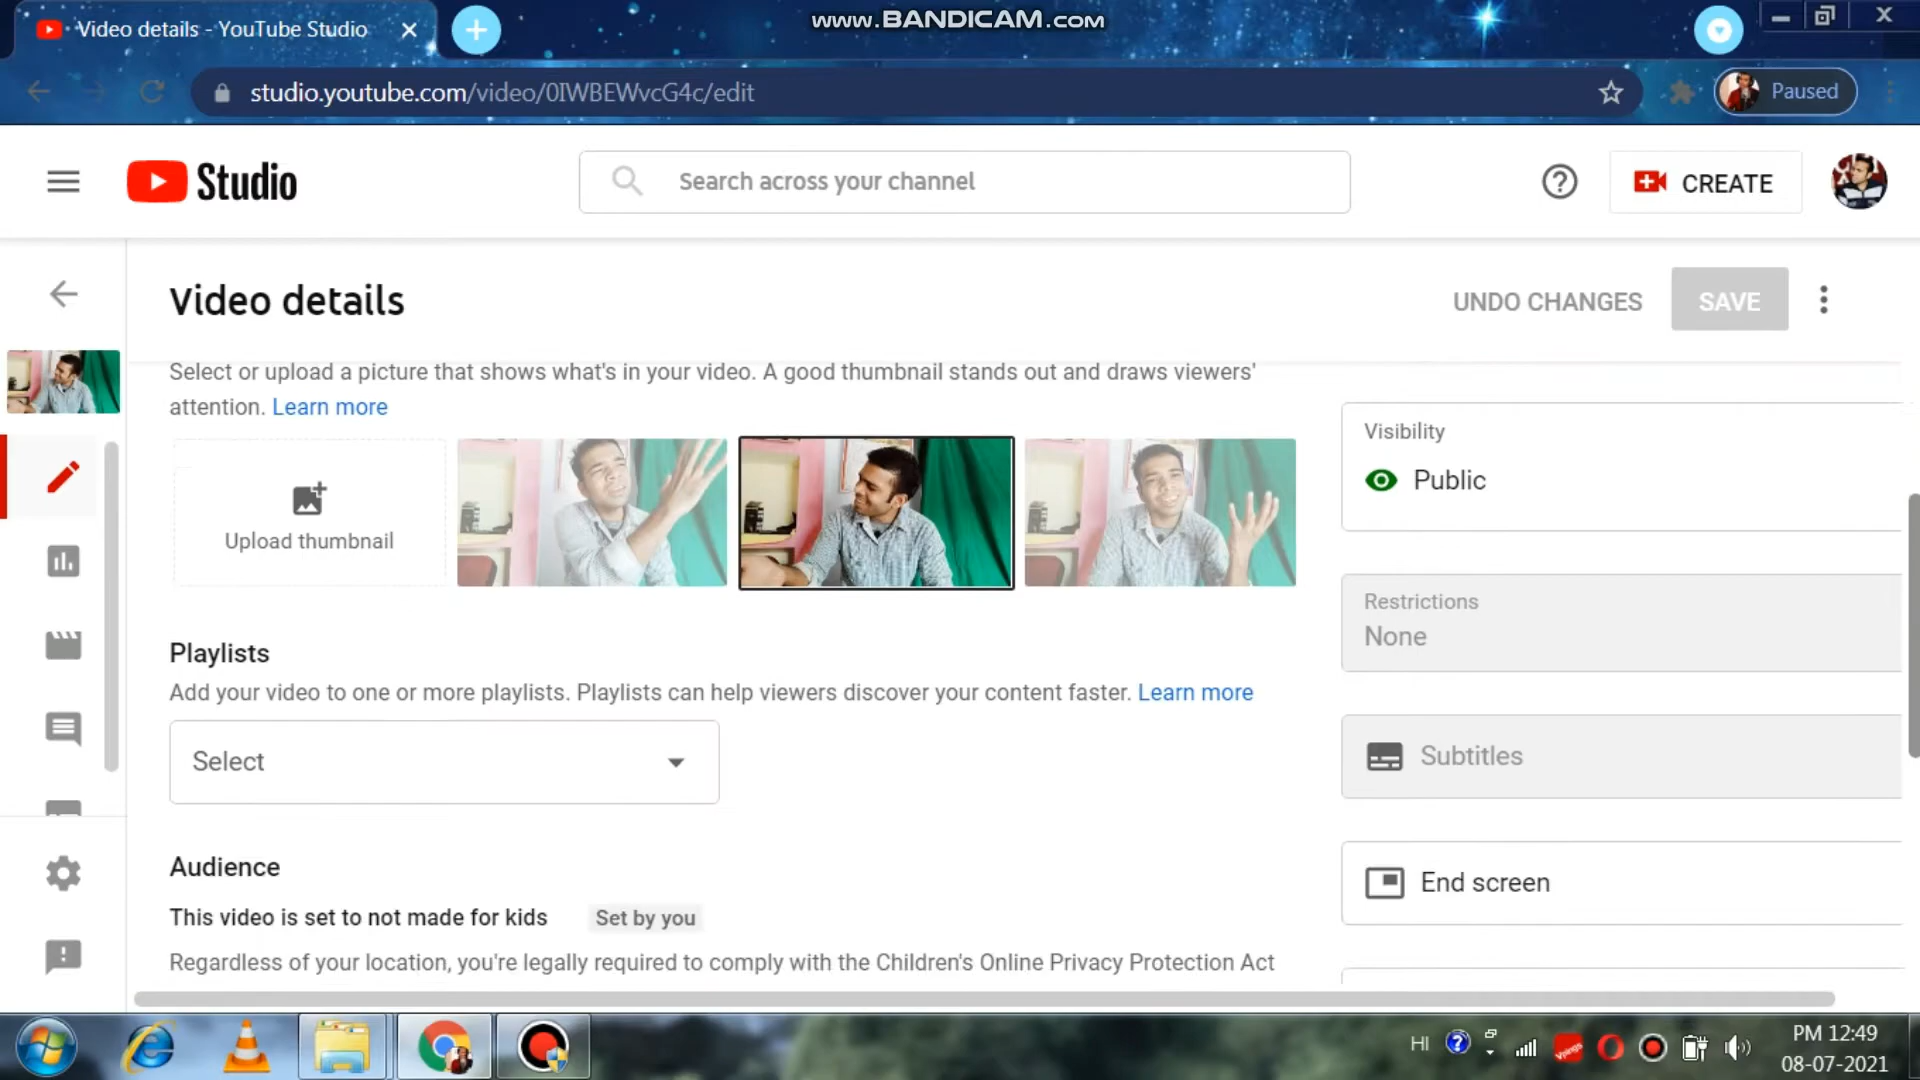 Video details - YouTube Studio
www.BANDICAM.com
studio.youtube.com/video/0IWBEWvcG4c/edit
Paused
Studio
Search across your channel
CREATE
Video details
UNDO CHANGES
SAVE
Select or upload a picture that shows what's in your video. A good thumbnail stands out and draws viewers'
attention. Learn more
Upload thumbnail
Visibility
Public
Restrictions
None
Playlists
Add your video to one or more playlists. Playlists can help viewers discover your content faster. Learn more
Select
Subtitles
Audience
End screen
This video is set to not made for kids
Set by you
Regardless of your location, you're legally required to comply with the Children's Online Privacy Protection Act
HI
PM 12:49
08-07-2021